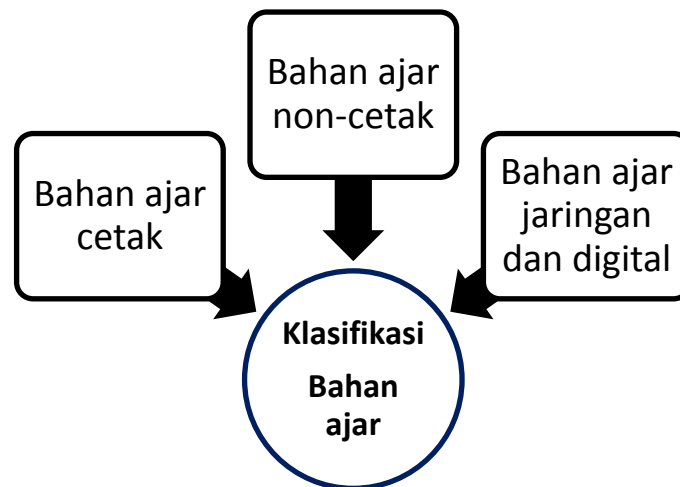 Bahan ajar
non-cetak
Bahan ajar
cetak
Bahan ajar
jaringan
dan digital
Klasifikasi
Bahan
ajar